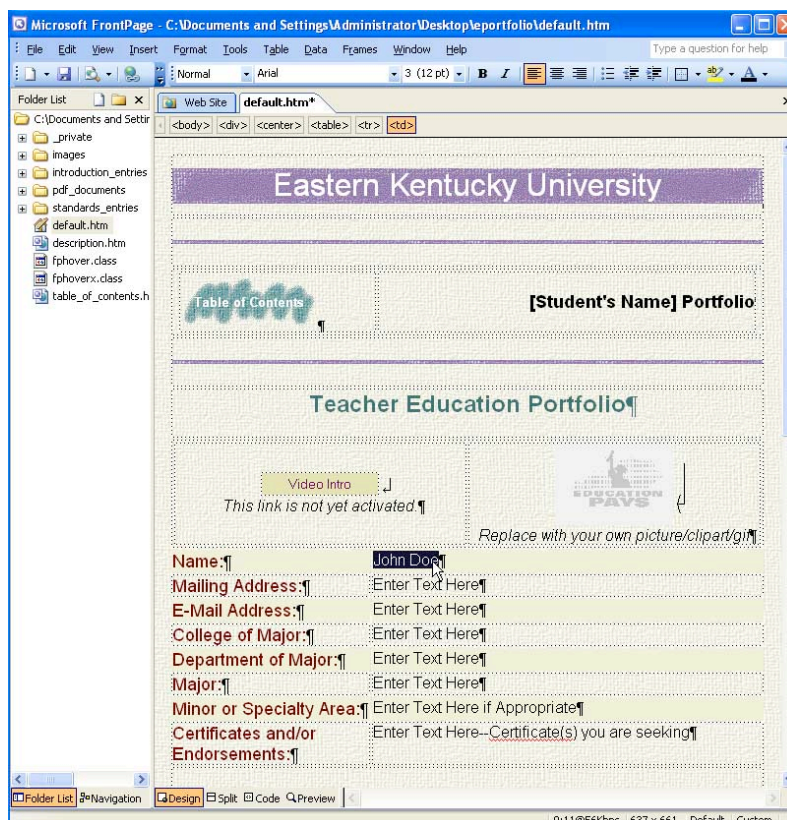 Microsoft FrontPage - C:\Documents and Settings\Administrator\Desktop\eportfolio\default.htm
File Edit View Insert Format Tools Table Data Frames Window Help Type a question for help
Normal Arial 3 (12 pt) B I A
Folder List
Web Site default.htm*
C:\Documents and Settir
<body> <div> <center> <table> <tr> <td>
_private
images
introduction_entries
pdf_documents
standards_entries
default.htm
description.htm
fphover.class
fphoverx.class
table_of_contents.h
Eastern Kentucky University
Table of Contents ¶
[Student's Name] Portfolio
Teacher Education Portfolio¶
Video Intro
This link is not yet activated.¶
EDUCATION
PAYS
Replace with your own picture/clipart/gif¶
Name:¶ John Doe¶
Mailing Address:¶ Enter Text Here¶
E-Mail Address:¶ Enter Text Here¶
College of Major:¶ Enter Text Here¶
Department of Major:¶ Enter Text Here¶
Major:¶ Enter Text Here¶
Minor or Specialty Area:¶ Enter Text Here if Appropriate¶
Certificates and/or Enter Text Here--Certificate(s) you are seeking¶
Endorsements:¶
Folder List Navigation Design Split Code Preview
0:11@56Kbps 637 x 661 Default Custom